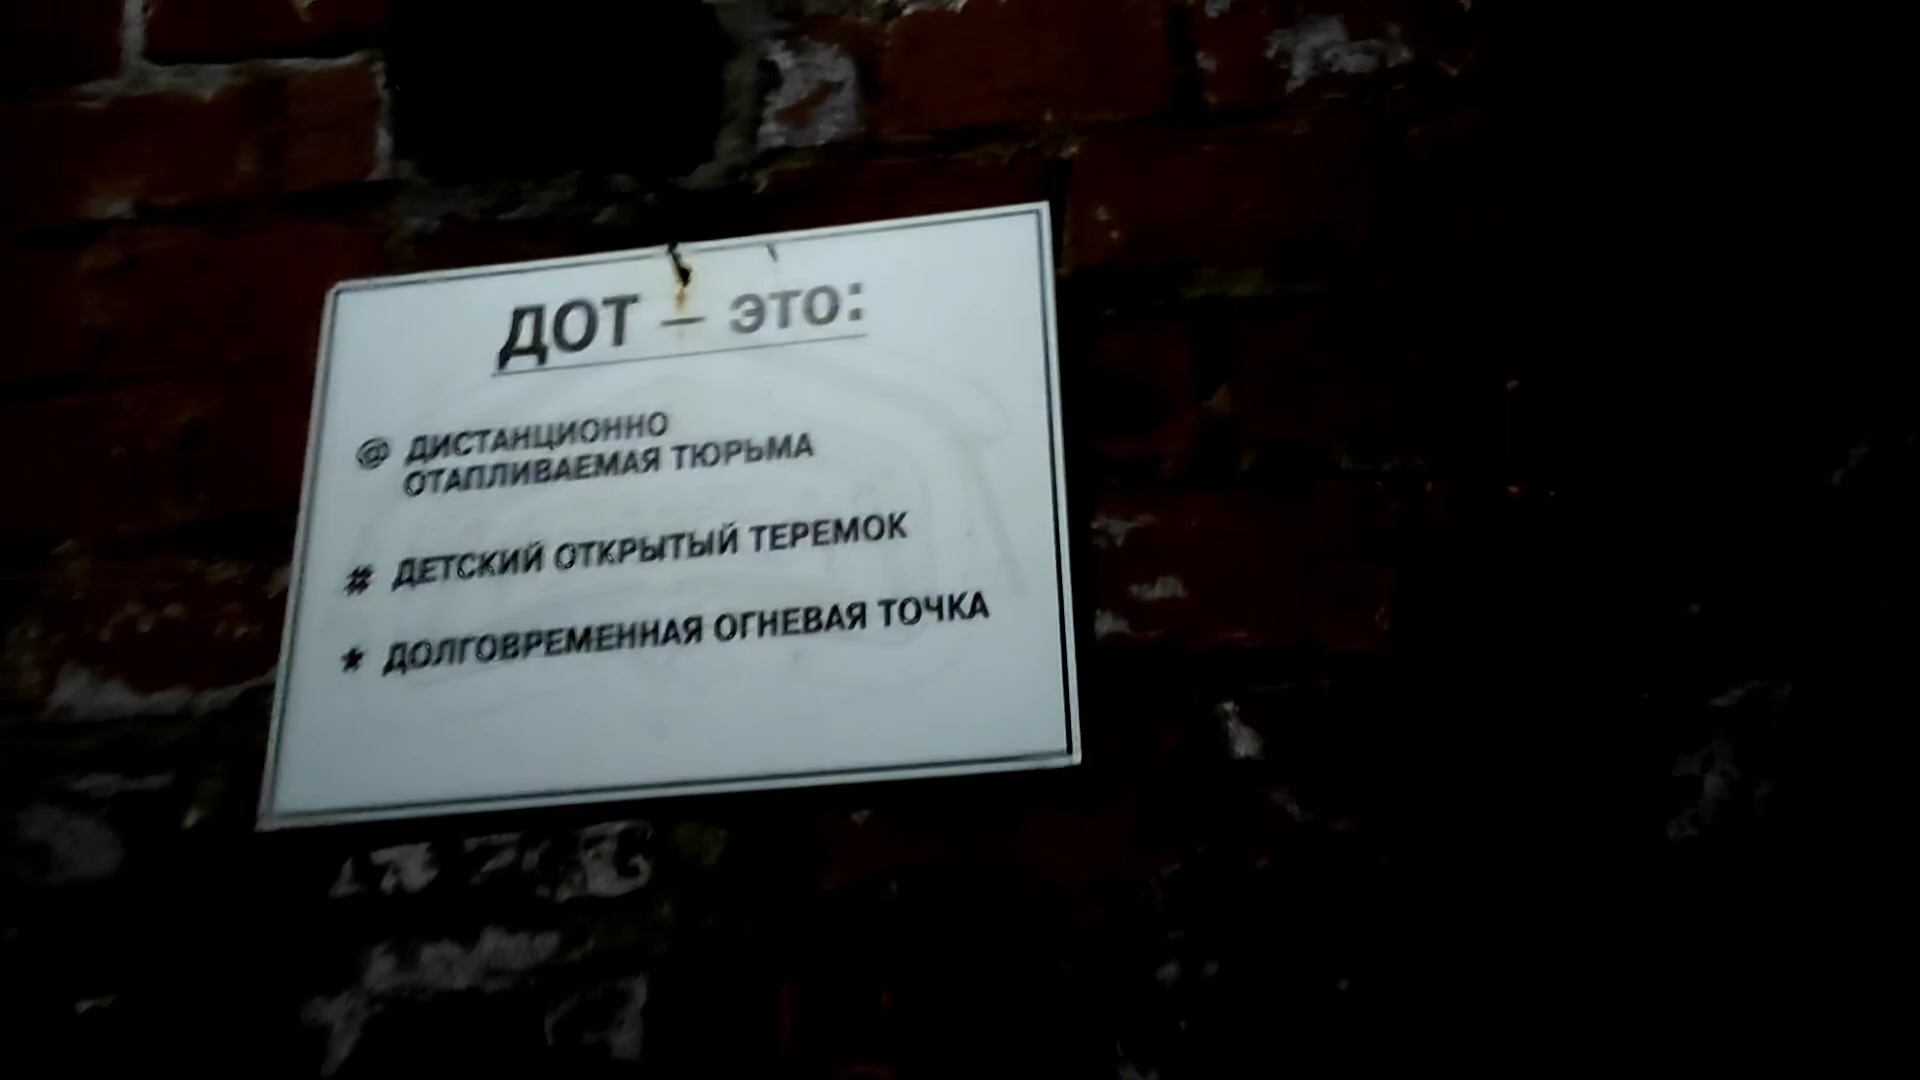 ДОТ – это:
@ ДИСТАНЦИОННО
ОТАПЛИВАЕМАЯ ТЮРЬМА
# ДЕТСКИЙ ОТКРЫТЫЙ ТЕРЕМОК
* ДОЛГОВРЕМЕННАЯ ОГНЕВАЯ ТОЧКА